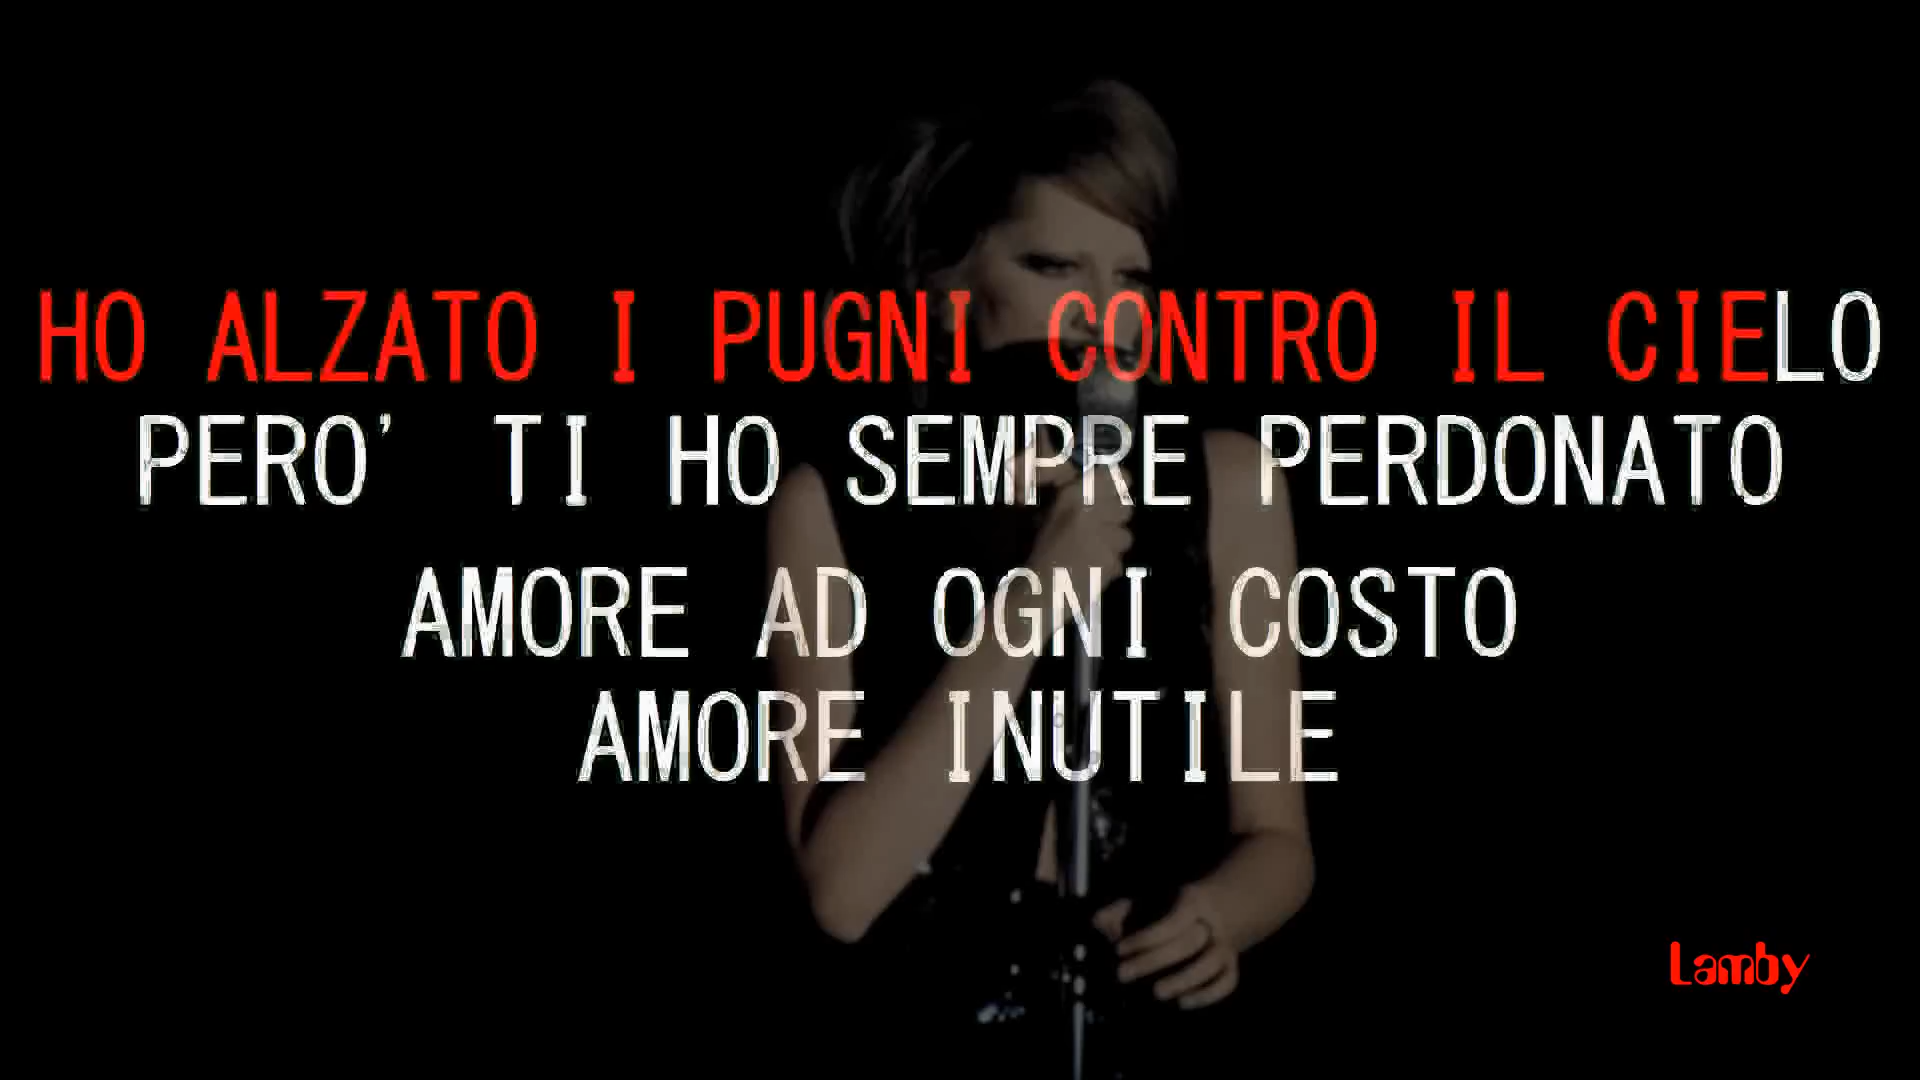 HO ALZATO I PUGNI CONTRO IL CIELO
PERO' TI HO SEMPRE PERDONATO
AMORE AD OGNI COSTO
AMORE INUTILE
Lamby